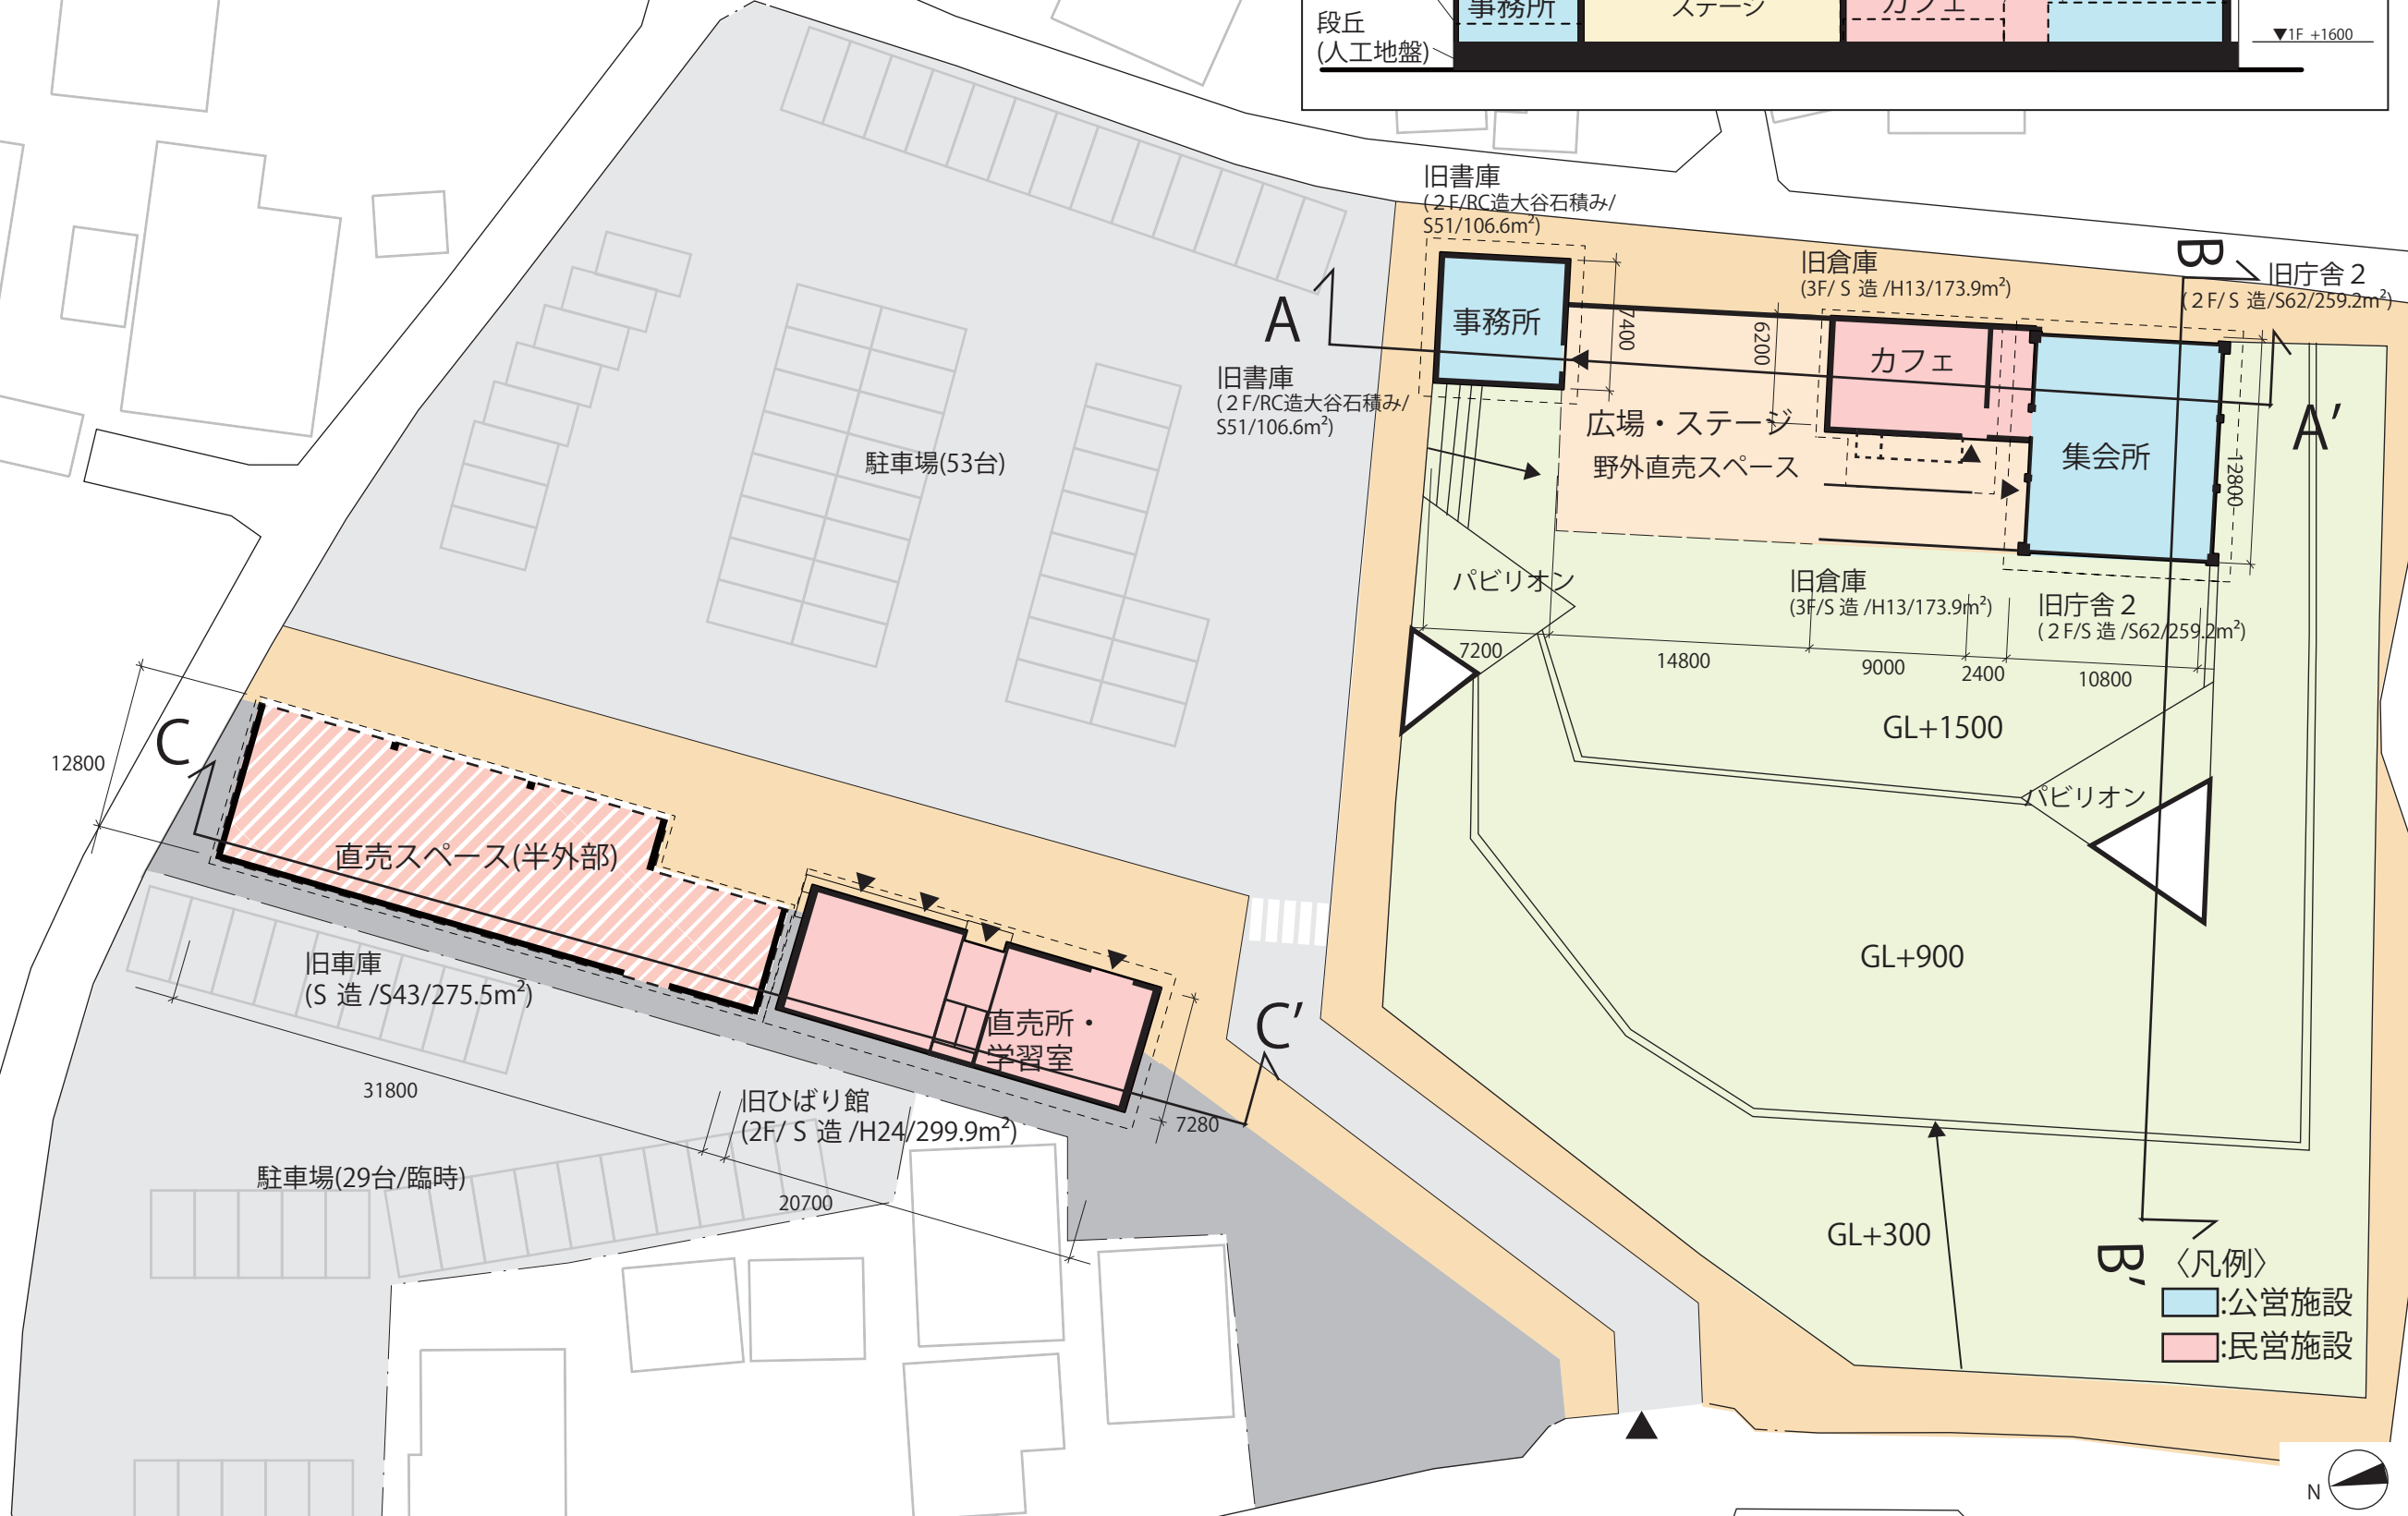 事務所
ステージ
カフェ
段丘
(人工地盤)
▼1F +1600
旧書庫
(２F/RC造大谷石積み/
S51/106.6m²)
旧倉庫
(3F/ S 造 /H13/173.9m²)
B
旧庁舎２
(２F/ S 造/S62/259.2m²)
A
事務所
7400
6200
カフェ
旧書庫
(２F/RC造大谷石積み/
S51/106.6m²)
広場・ステージ
野外直売スペース
集会所
A′
12800
駐車場(53台)
パビリオン
旧倉庫
(3F/S 造 /H13/173.9m²)
旧庁舎２
(２F/S 造 /S62/259.2m²)
7200
14800
9000
2400
10800
GL+1500
C
12800
パビリオン
直売スペース(半外部)
GL+900
旧車庫
(S 造 /S43/275.5m²)
直売所・
学習室
C′
31800
旧ひばり館
(2F/ S 造 /H24/299.9m²)
7280
駐車場(29台/臨時)
20700
GL+300
B′
〈凡例〉
:公営施設
:民営施設
N